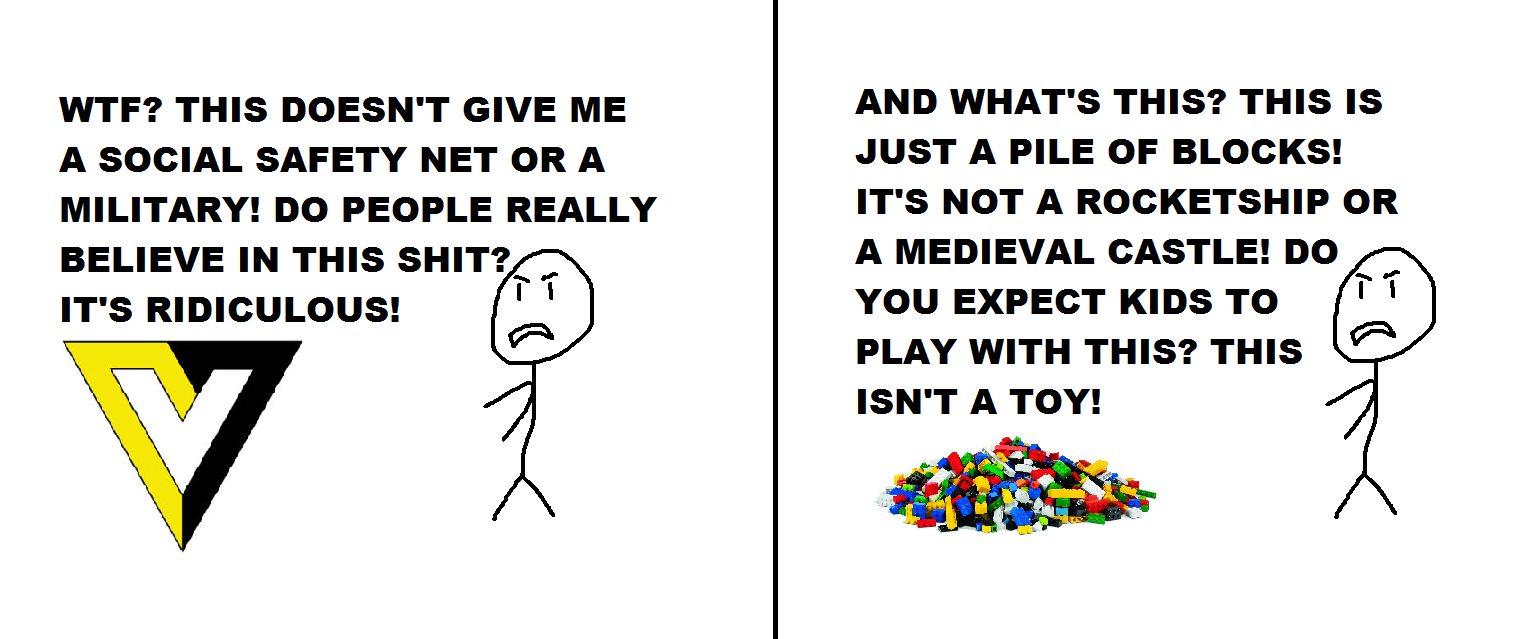 WTF? THIS DOESN'T GIVE ME
A SOCIAL SAFETY NET OR A
MILITARY! DO PEOPLE REALLY
BELIEVE IN THIS SHIT?
IT'S RIDICULOUS!
AND WHAT'S THIS? THIS IS
JUST A PILE OF BLOCKS!
IT'S NOT A ROCKETSHIP OR
A MEDIEVAL CASTLE! DO
YOU EXPECT KIDS TO
PLAY WITH THIS? THIS
ISN'T A TOY!